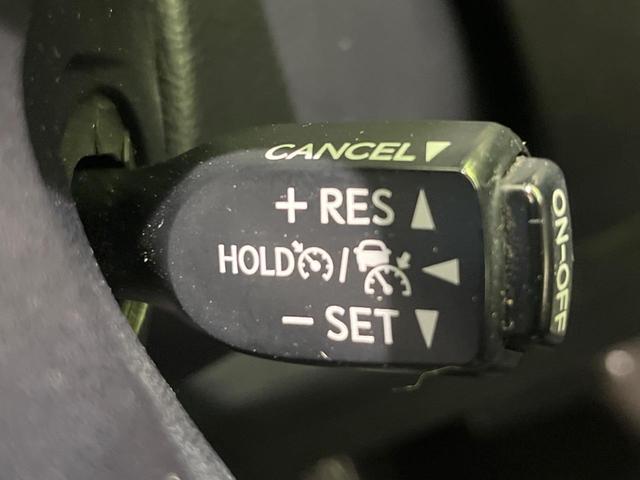 CANCEL▼
+ RES ▲
HOLD / ◀
− SET ▼
ON-OFF